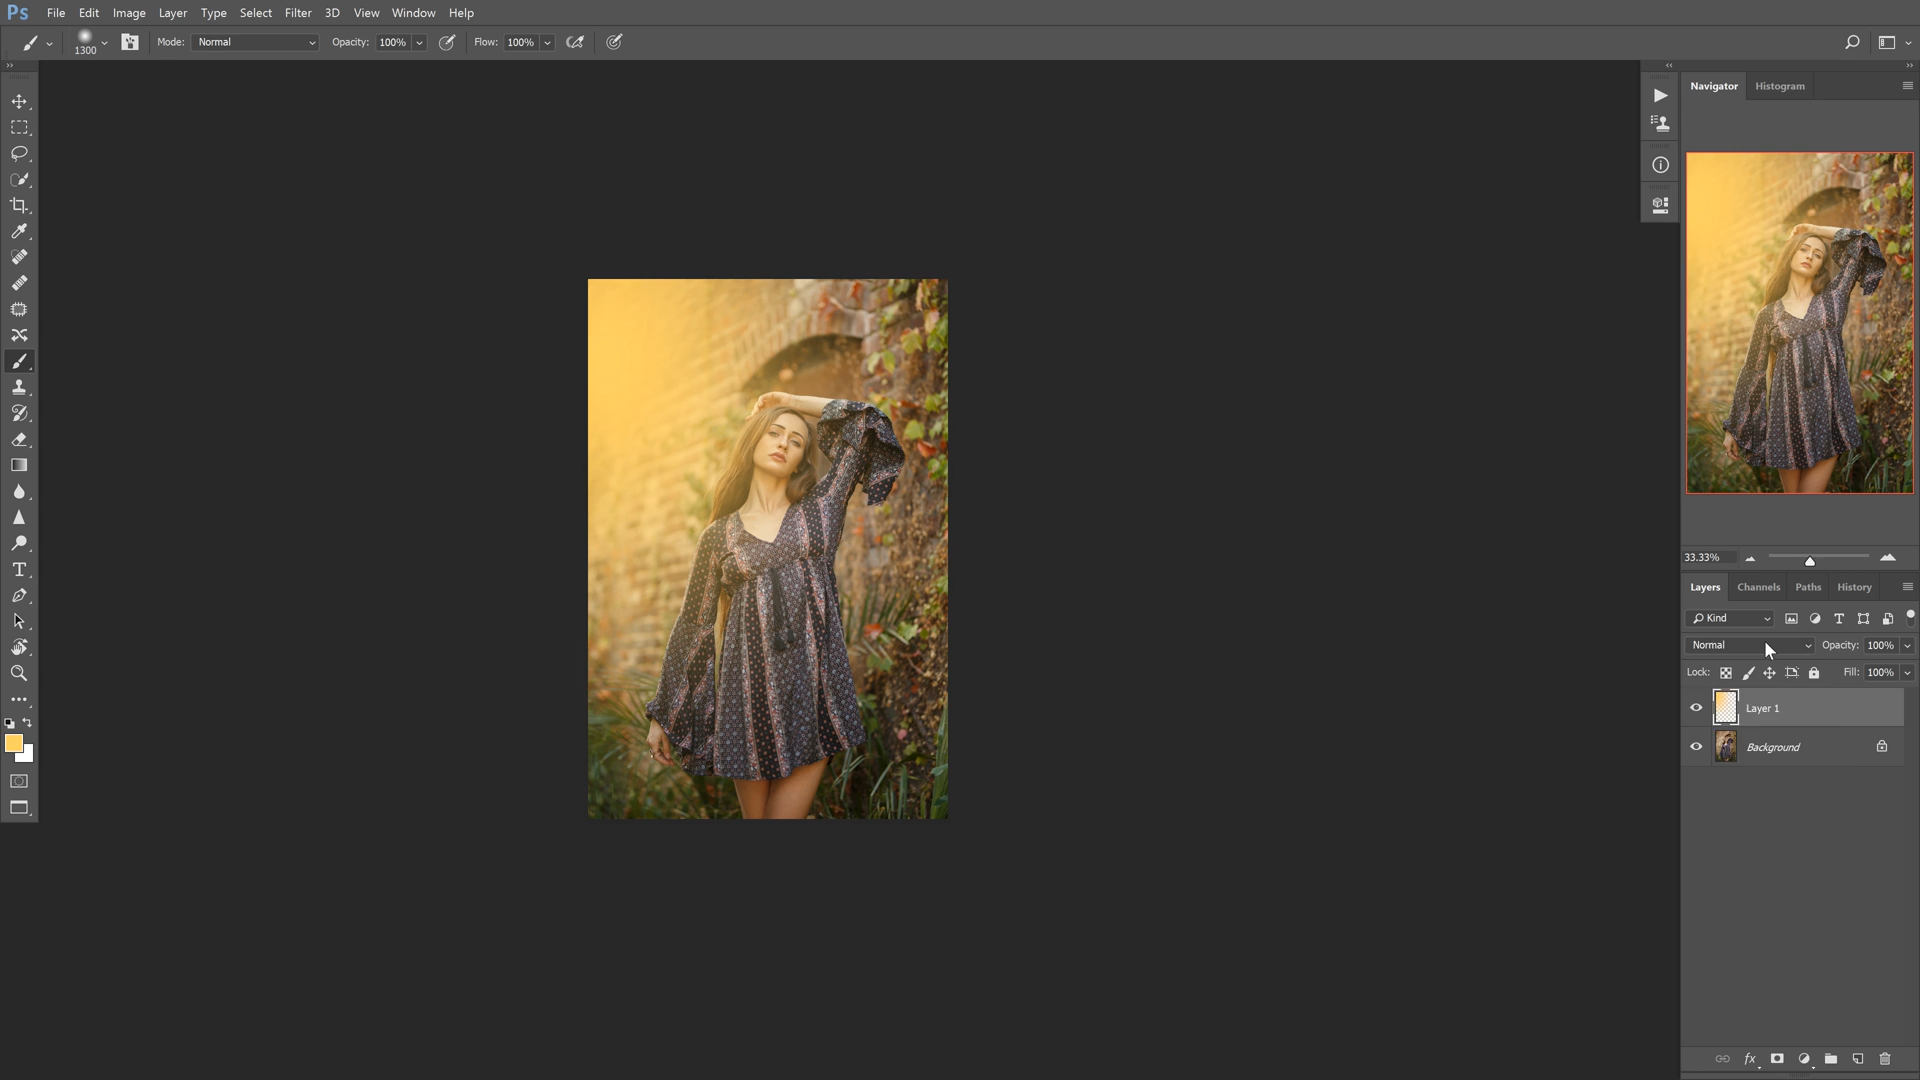 Ps File Edit Image Layer Type Select Filter 3D View Window Help
1300 Mode: Normal Opacity: 100% Flow: 100%
Navigator Histogram
33.33%
Layers Channels Paths History
Kind
Normal Opacity: 100%
Lock: Fill: 100%
Layer 1
Background
fx